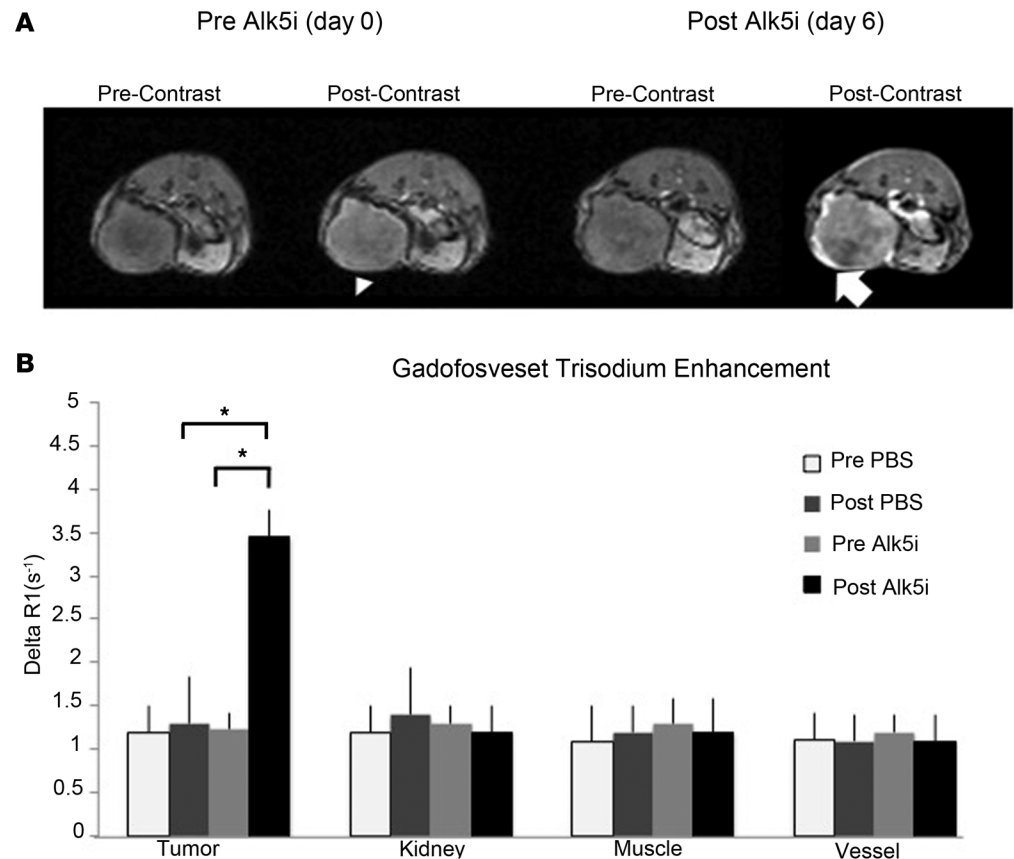 A
Pre Alk5i (day 0) Post Alk5i (day 6)
Pre-Contrast Post-Contrast Pre-Contrast Post-Contrast
B
Gadofosveset Trisodium Enhancement
Delta R1(s⁻¹)
5
4.5
4
3.5
3
2.5
2
1.5
1
0.5
0
*
*
Pre PBS
Post PBS
Pre Alk5i
Post Alk5i
Tumor Kidney Muscle Vessel